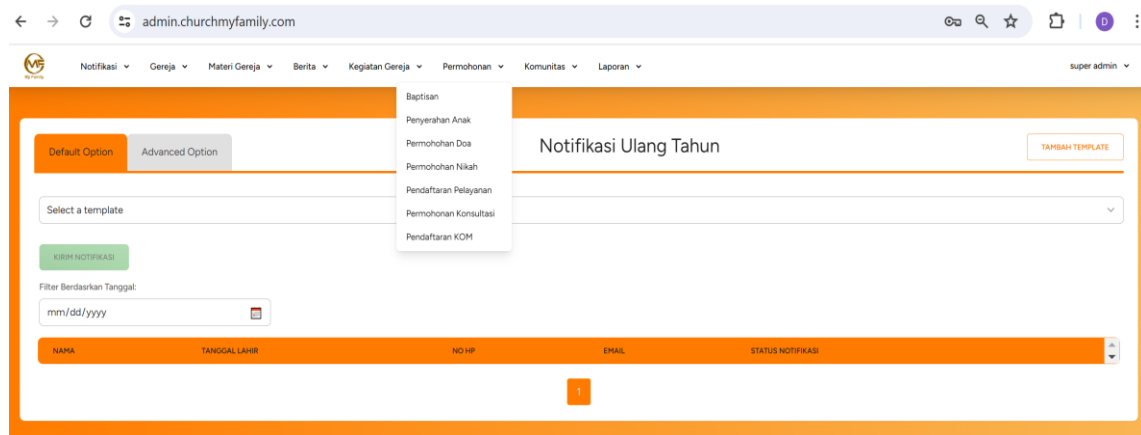 admin.churchmyfamily.com
D
My Family
Notifikasi Gereja Materi Gereja Berita Kegiatan Gereja Permohonan Komunitas Laporan super admin
Baptisan
Penyerahan Anak
Permohohan Doa
Permohohan Nikah
Pendaftaran Pelayanan
Permohonan Konsultasi
Pendaftaran KOM
Default Option Advanced Option Notifikasi Ulang Tahun TAMBAH TEMPLATE
Select a template
KIRIM NOTIFIKASI
Filter Berdasrkan Tanggal:
mm/dd/yyyy
NAMA TANGGAL LAHIR NO HP EMAIL STATUS NOTIFIKASI
1